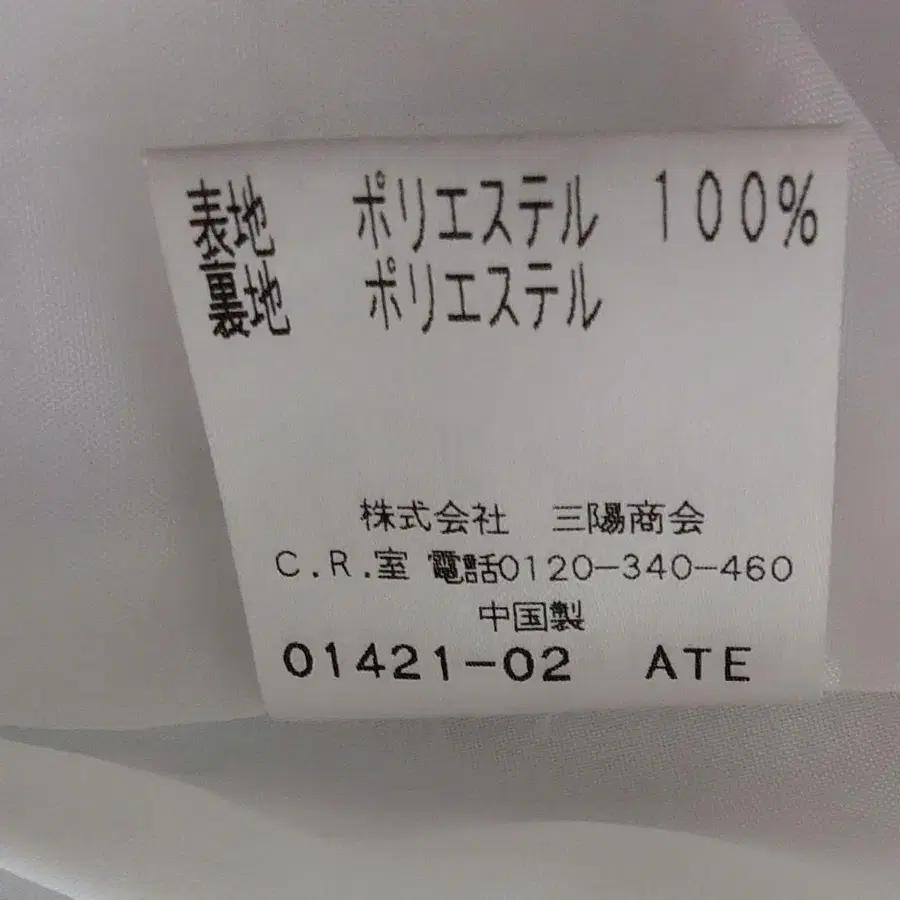 表地 ポリエステル 100%
裏地 ポリエステル
株式会社 三陽商会
C.R.室 電話0120-340-460
中国製
01421-02 ATE